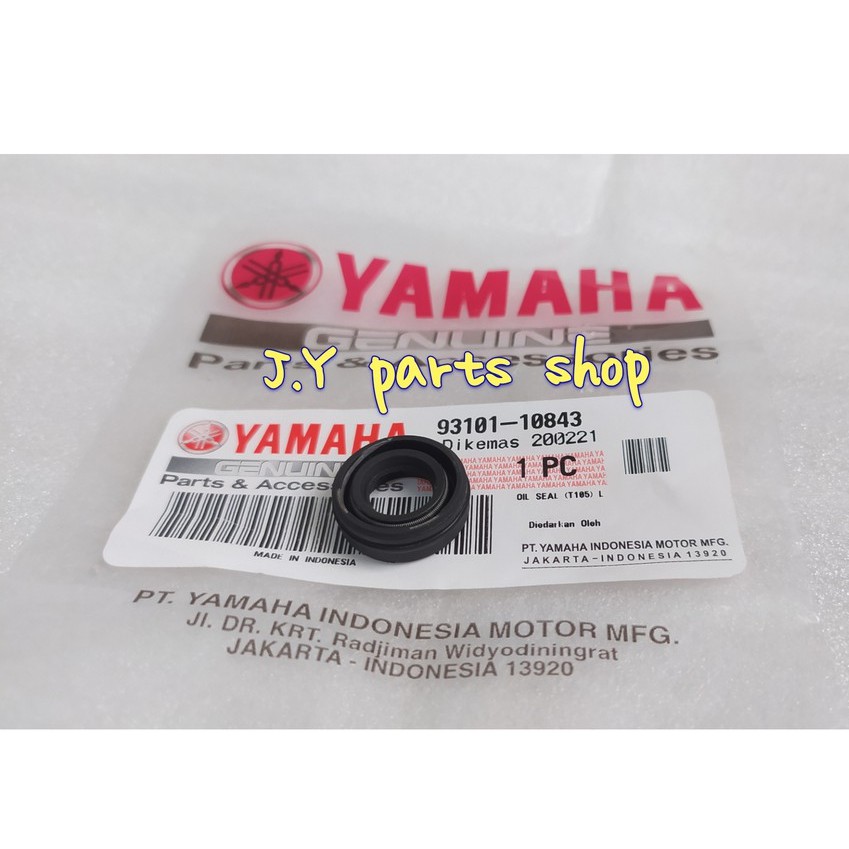 YAMAHA
GENUINE
Parts & Accessories
J.Y parts shop
YAMAHA
GENUINE
Parts & Accessories
MADE IN INDONESIA
93101-10843
Dikemas 200221
1 PC
OIL SEAL (T105) L
Diedarkan Oleh
PT. YAMAHA INDONESIA MOTOR MFG.
JAKARTA-INDONESIA 13920
PT. YAMAHA INDONESIA MOTOR MFG.
Jl. DR. KRT. Radjiman Widyodiningrat
JAKARTA - INDONESIA 13920